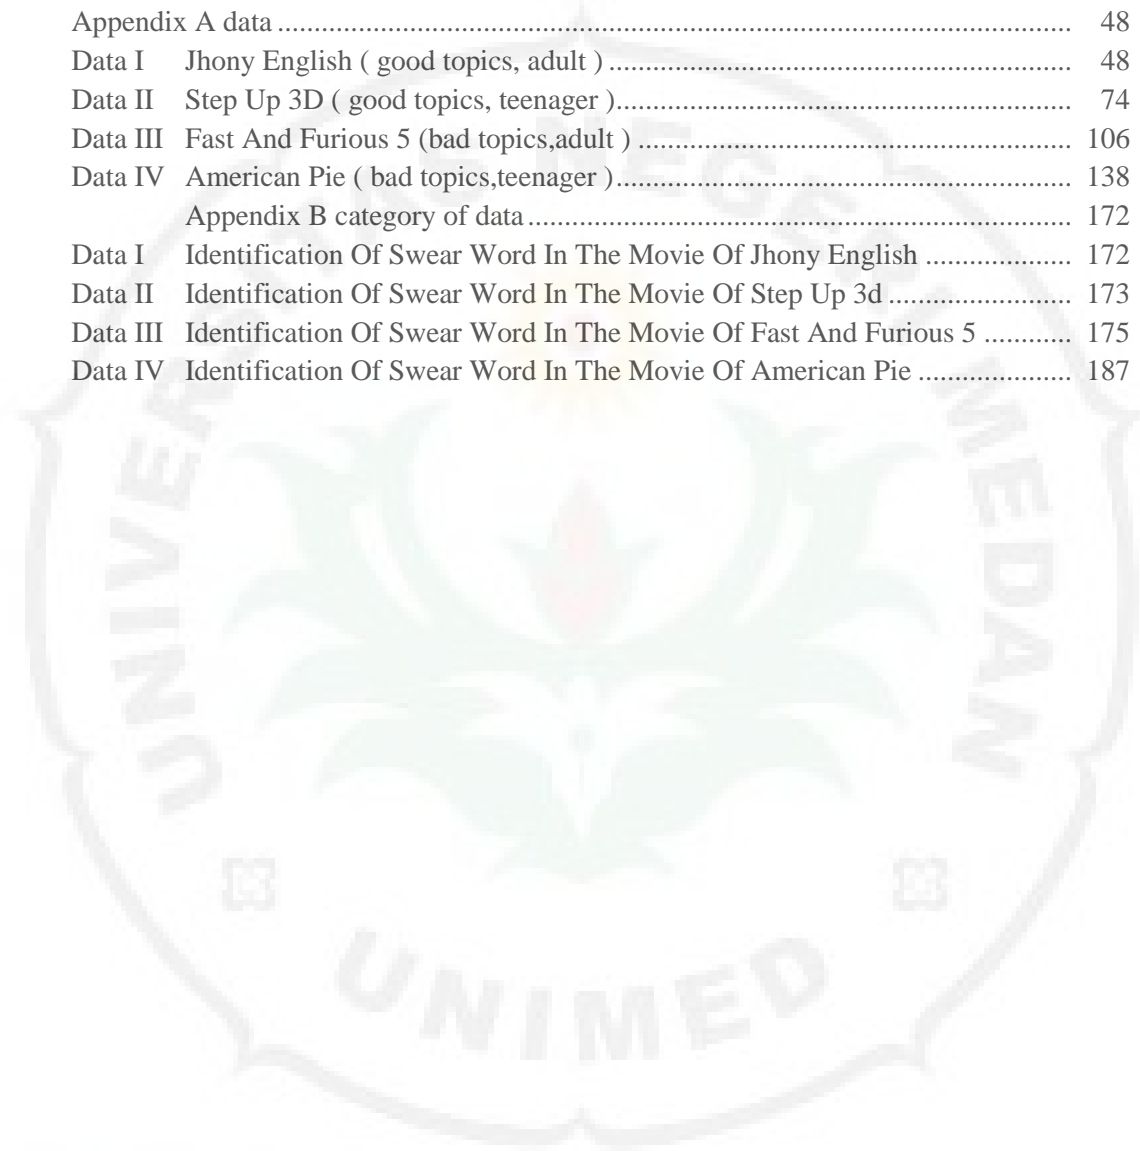 Appendix A data ........................................................................................................ 48
Data I Jhony English ( good topics, adult ) ............................................................. 48
Data II Step Up 3D ( good topics, teenager )............................................................ 74
Data III Fast And Furious 5 (bad topics,adult ) ......................................................... 106
Data IV American Pie ( bad topics,teenager )............................................................ 138
Appendix B category of data ........................................................................ 172
Data I Identification Of Swear Word In The Movie Of Jhony English ................... 172
Data II Identification Of Swear Word In The Movie Of Step Up 3d ........................ 173
Data III Identification Of Swear Word In The Movie Of Fast And Furious 5 ............ 175
Data IV Identification Of Swear Word In The Movie Of American Pie .................... 187
UNIVERSITAS NEGERI MEDAN
UNIMED